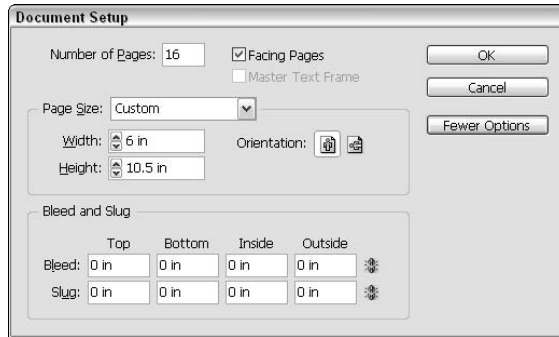 Document Setup
Number of Pages: 16
Facing Pages
OK
Master Text Frame
Cancel
Page Size: Custom
Fewer Options
Width: 6 in
Orientation:
Height: 10.5 in
Bleed and Slug
Top Bottom Inside Outside
Bleed: 0 in 0 in 0 in 0 in
Slug: 0 in 0 in 0 in 0 in